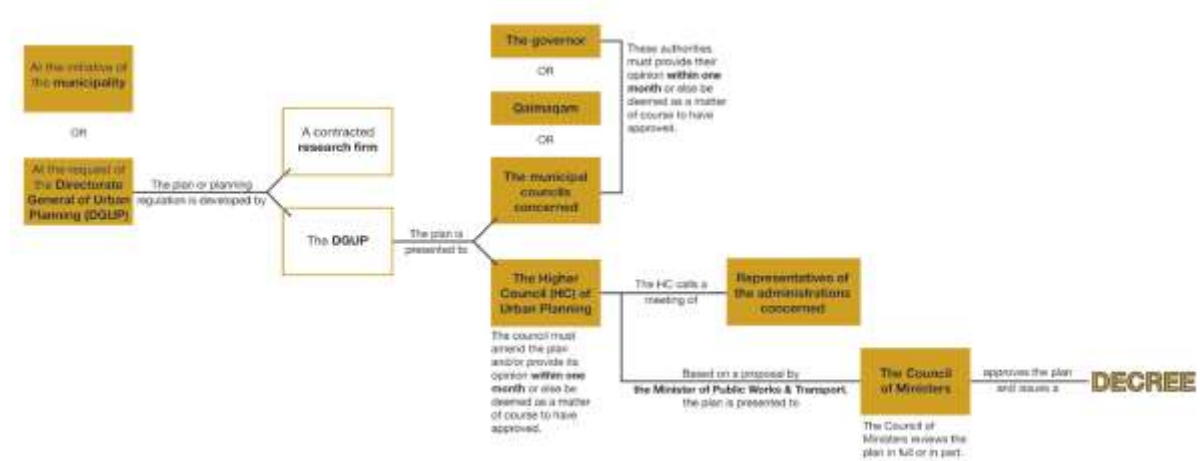 At the initiative of
the municipality
OR
At the request of
the Directorate
General of Urban
Planning (DGUP)
The plan or planning
regulation is developed by
A contracted
research firm
The DGUP
The plan is
presented to
The governor
OR
Qaimaqam
OR
The municipal
councils
concerned
These authorities
must provide their
opinion within one
month or else be
deemed as a matter
of course to have
approved.
The Higher
Council (HC) of
Urban Planning
The council must
amend the plan
and/or provide its
opinion within one
month or else be
deemed as a matter
of course to have
approved.
The HC calls a
meeting of
Representatives of
the administrations
concerned
Based on a proposal by
the Minister of Public Works & Transport,
the plan is presented to
The Council
of Ministers
The Council of
Ministers reviews the
plan in full or in part.
approves the plan
and issues a
DECREE